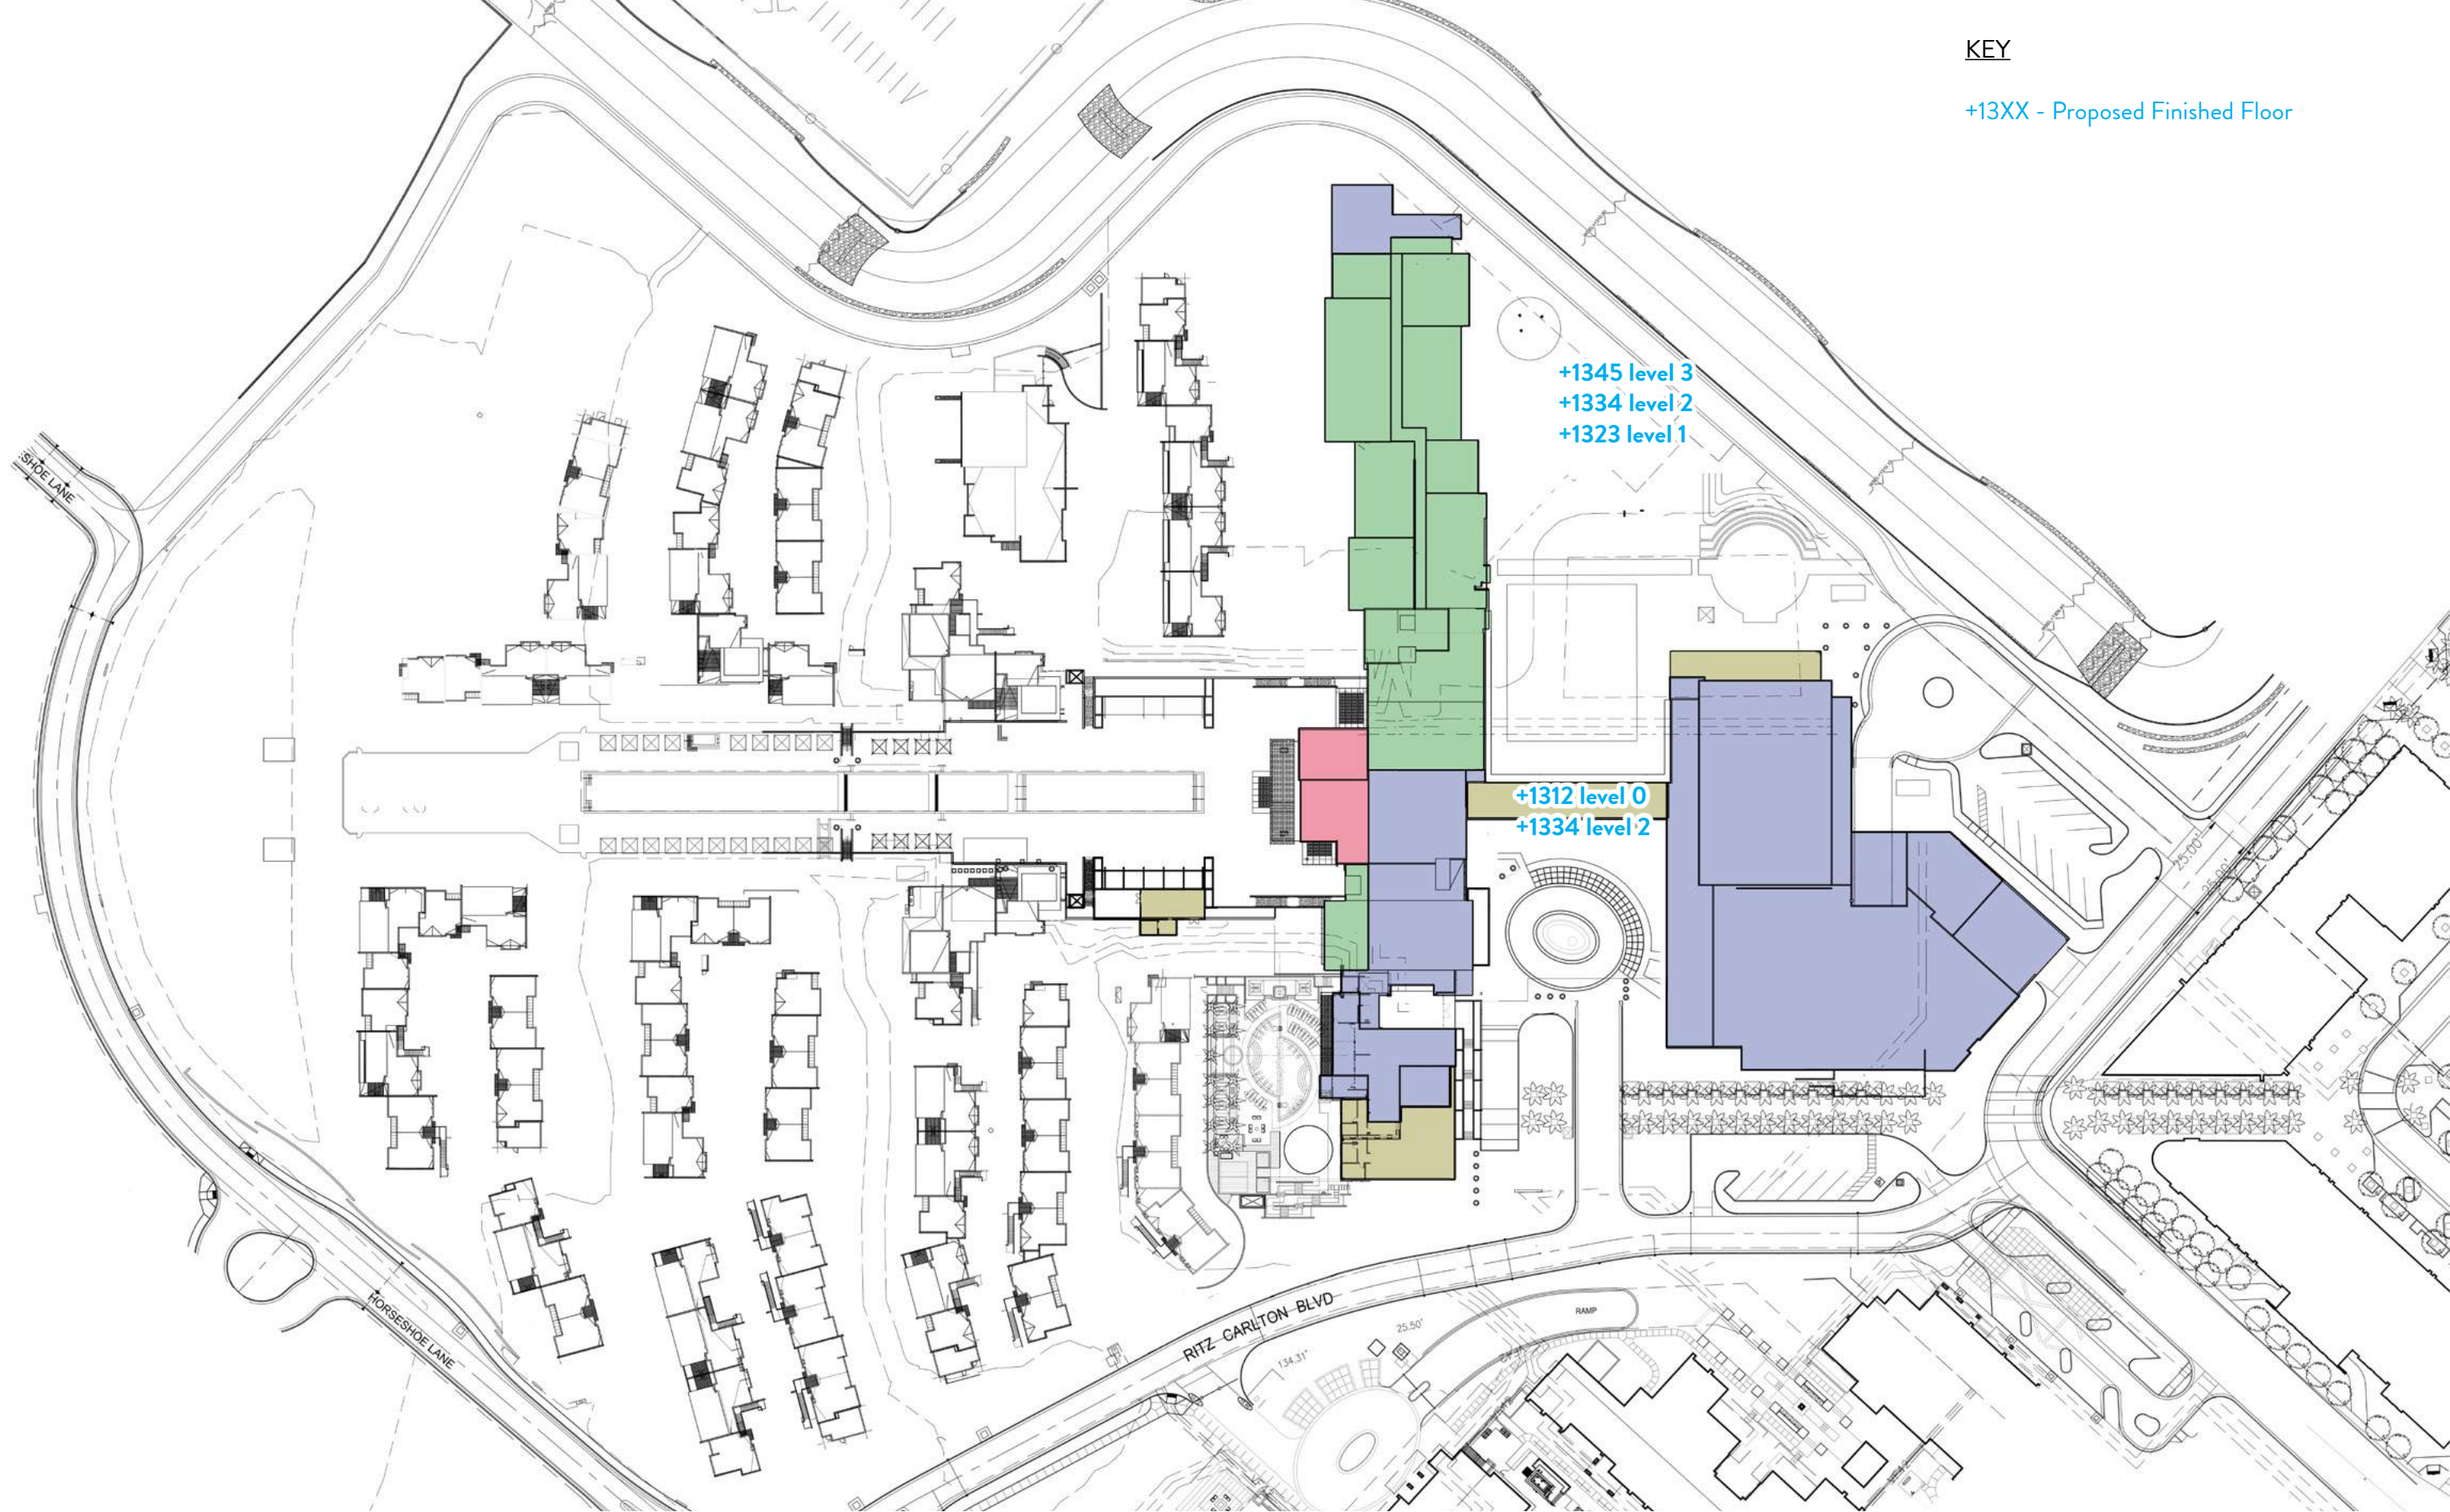 KEY
+13XX - Proposed Finished Floor
+1345 level 3
+1334 level 2
+1323 level 1
SHOE LANE
+1312 level 0
+1334 level 2
25.00'
25.00'
HORSESHOE LANE
RITZ CARLTON BLVD
RAMP
25.50'
134.31'